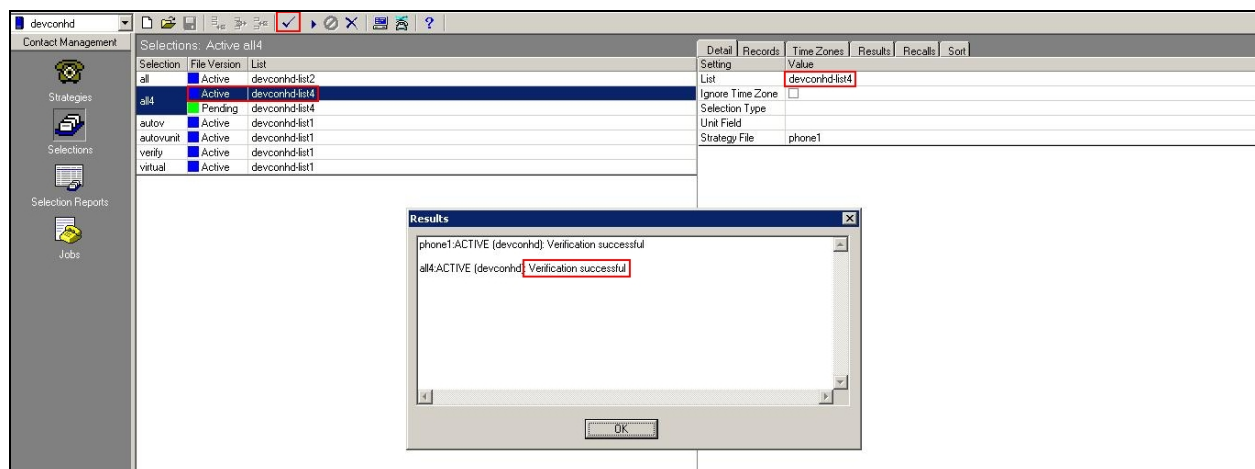 devconhd
?
Contact Management
Strategies
Selections
Selection Reports
Jobs
Selections: Active all4
Selection File Version List
all Active devconhd-list2
all4 Active devconhd-list4
Pending devconhd-list4
autov Active devconhd-list1
autovunit Active devconhd-list1
verify Active devconhd-list1
virtual Active devconhd-list1
Detail Records Time Zones Results Recalls Sort
Setting Value
List devconhd-list4
Ignore Time Zone
Selection Type
Unit Field
Strategy File phone1
Results
phone1:ACTIVE (devconhd): Verification successful
all4:ACTIVE (devconhd): Verification successful
OK